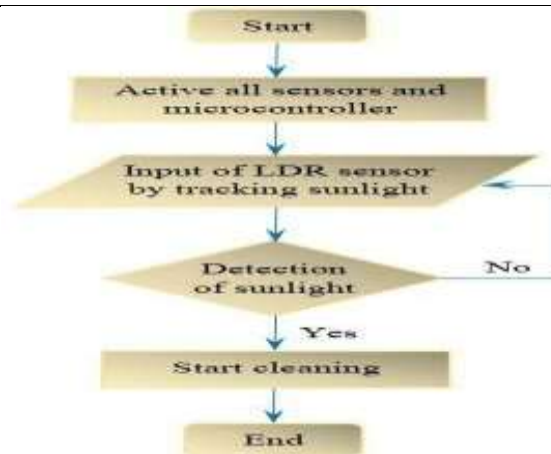 Start
Active all sensors and
microcontroller
Input of LDR sensor
by tracking sunlight
Detection
of sunlight
No
Yes
Start cleaning
End